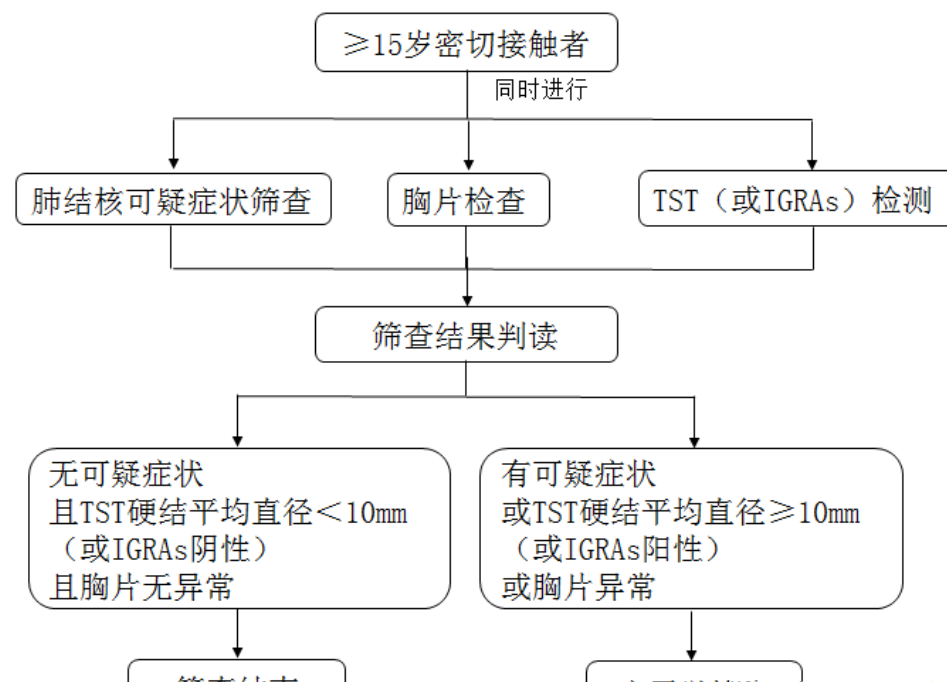 ≥15岁密切接触者
同时进行
肺结核可疑症状筛查
胸片检查
TST（或IGRAs）检测
筛查结果判读
无可疑症状
且TST硬结平均直径＜10mm
（或IGRAs阴性）
且胸片无异常
有可疑症状
或TST硬结平均直径≥10mm
（或IGRAs阳性）
或胸片异常